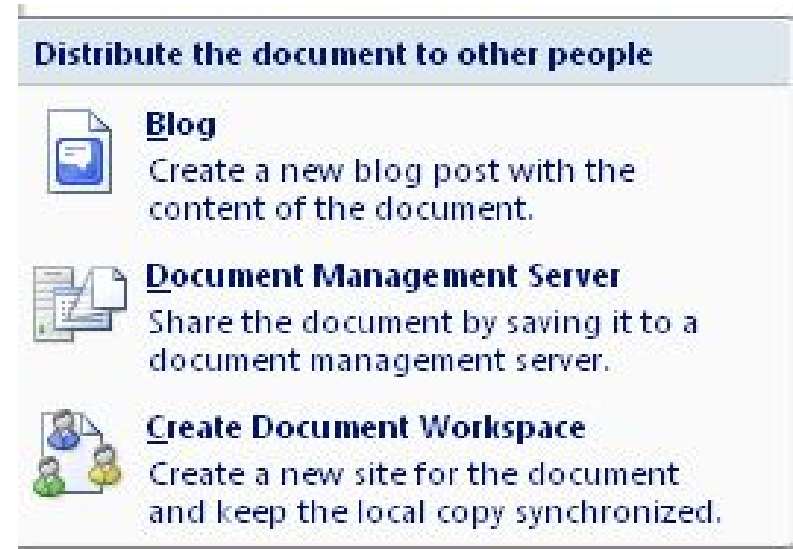 Distribute the document to other people
Blog
Create a new blog post with the
content of the document.
Document Management Server
Share the document by saving it to a
document management server.
Create Document Workspace
Create a new site for the document
and keep the local copy synchronized.